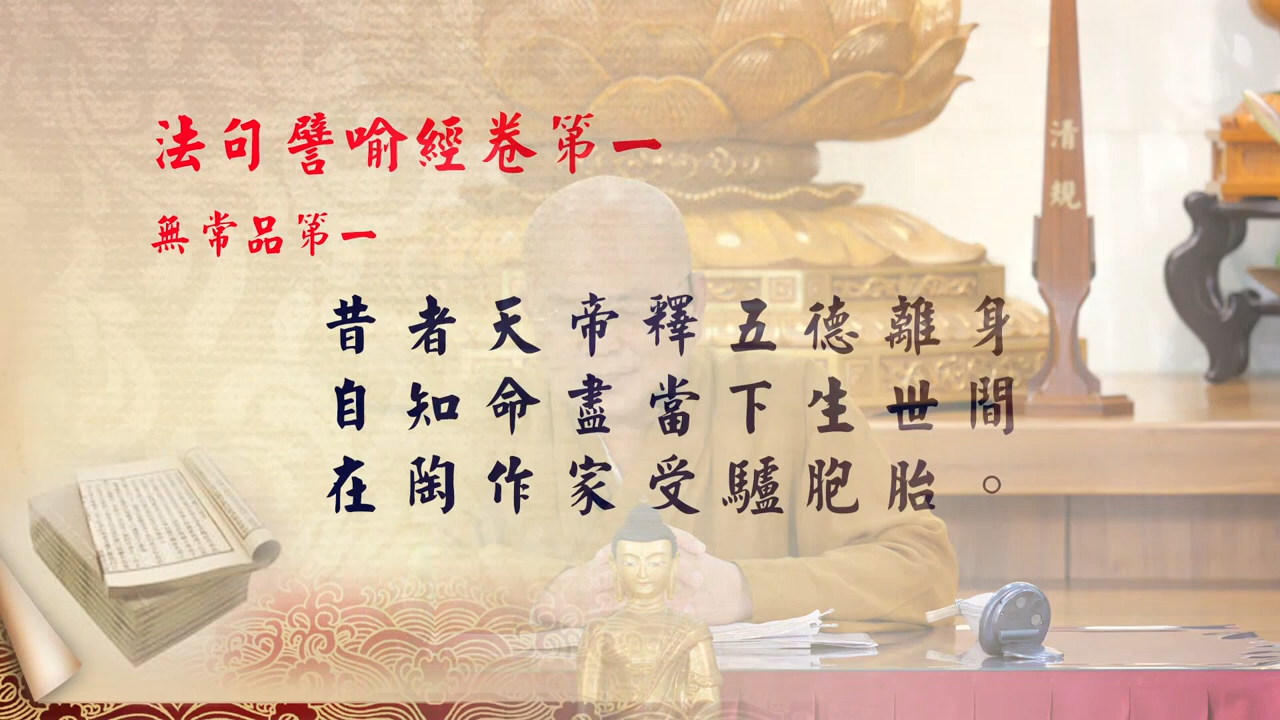 法句譬喻經卷第一
無常品第一
昔者天帝釋五德離身
自知命盡當下生世間
在陶作家受驢胞胎。
清規